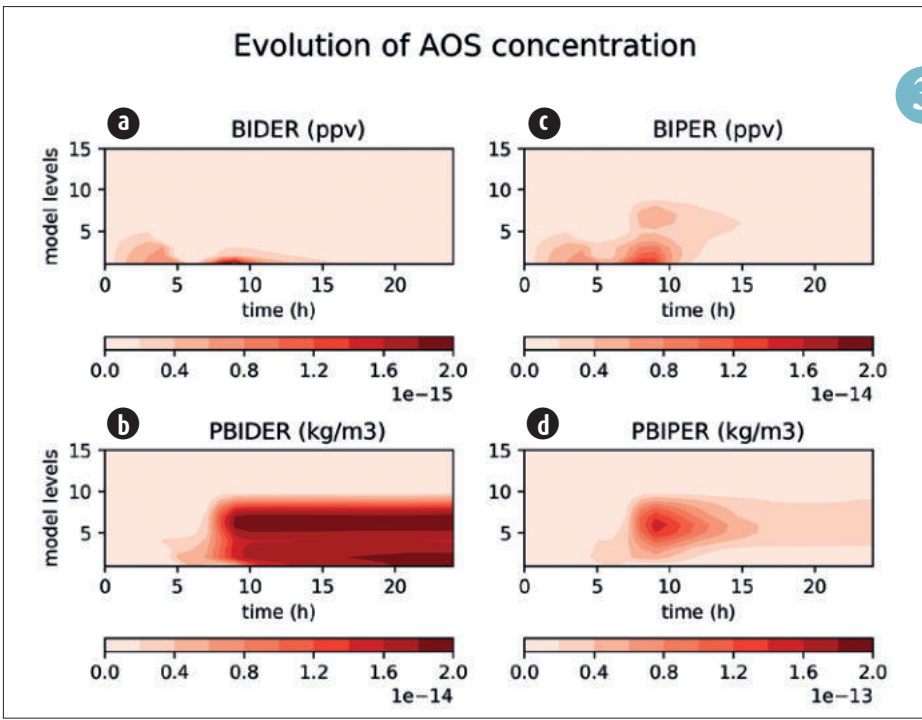 Evolution of AOS concentration
3
a
BIDER (ppv)
model levels
15
10
5
0 5 10 15 20
time (h)
0.0 0.4 0.8 1.2 1.6 2.0
1e−15
c
BIPER (ppv)
15
10
5
0 5 10 15 20
time (h)
0.0 0.4 0.8 1.2 1.6 2.0
1e−14
b
PBIDER (kg/m3)
model levels
15
10
5
0 5 10 15 20
time (h)
0.0 0.4 0.8 1.2 1.6 2.0
1e−14
d
PBIPER (kg/m3)
15
10
5
0 5 10 15 20
time (h)
0.0 0.4 0.8 1.2 1.6 2.0
1e−13